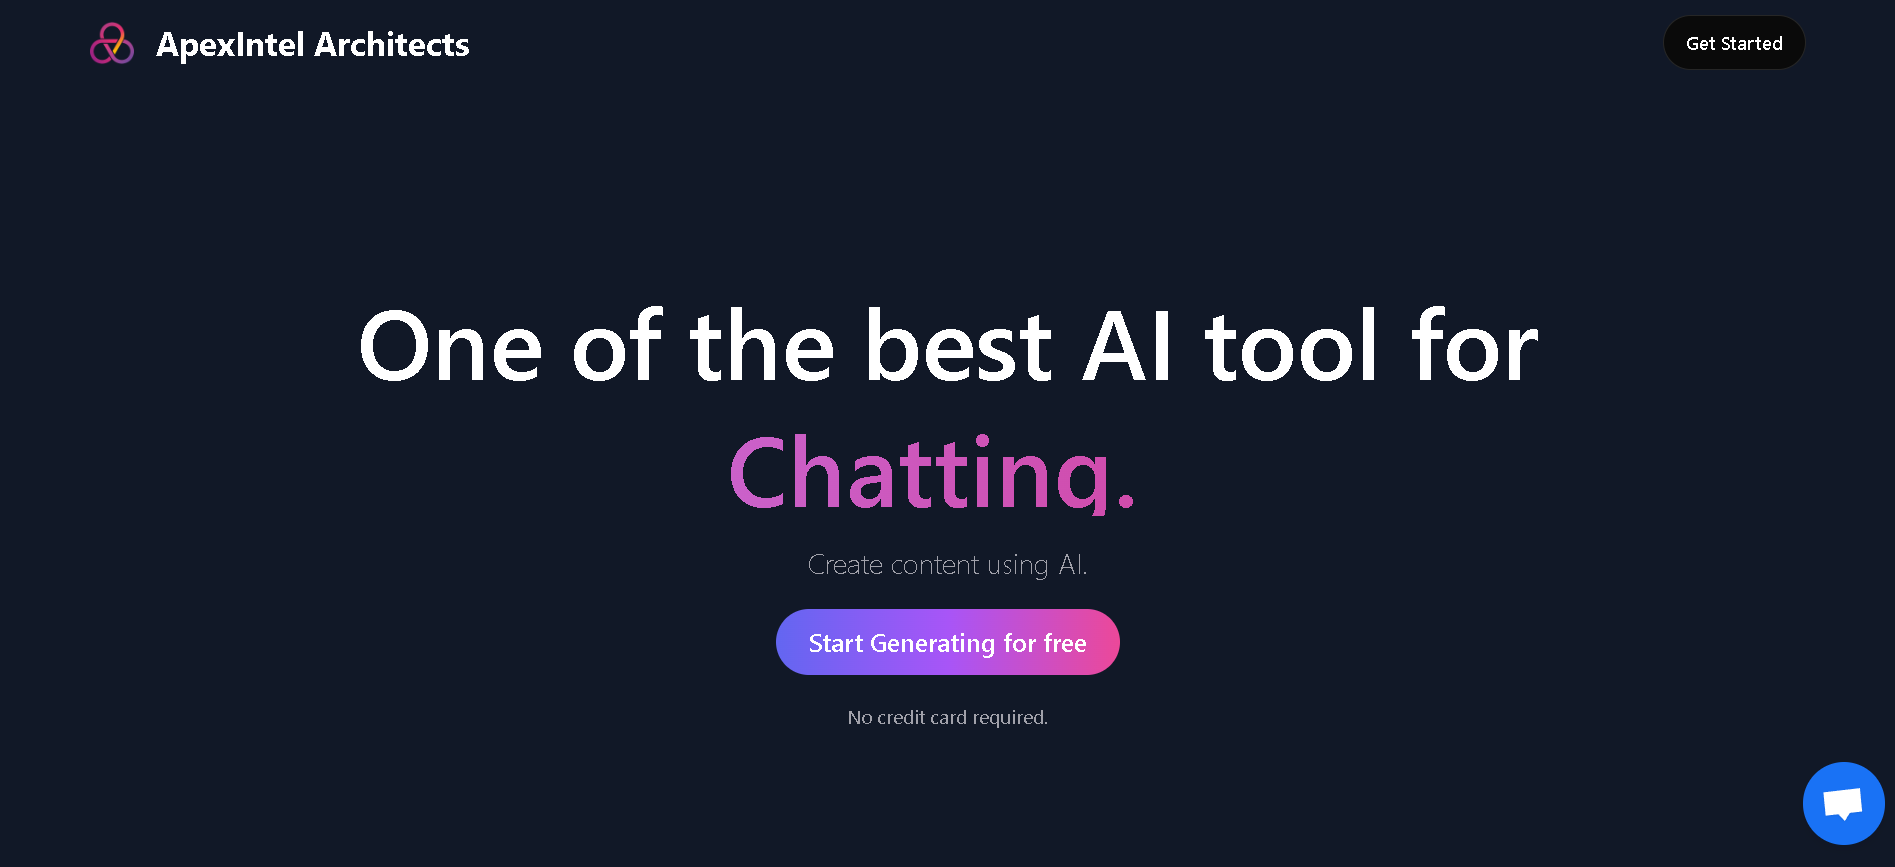 ApexIntel Architects
Get Started
One of the best AI tool for
Chatting.
Create content using AI.
Start Generating for free
No credit card required.